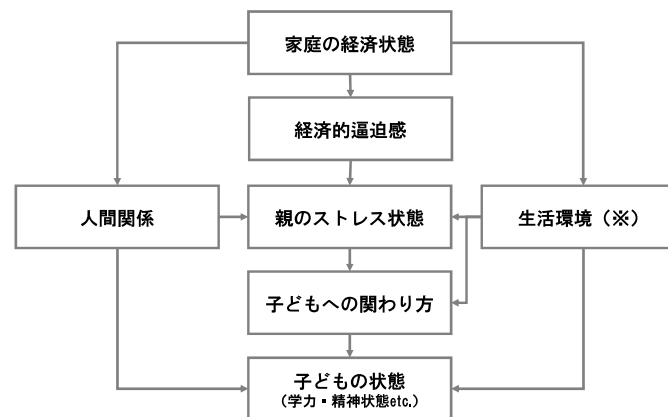 家庭の経済状態
経済的逼迫感
人間関係
親のストレス状態
生活環境（※）
子どもへの関わり方
子どもの状態
（学力・精神状態etc.）